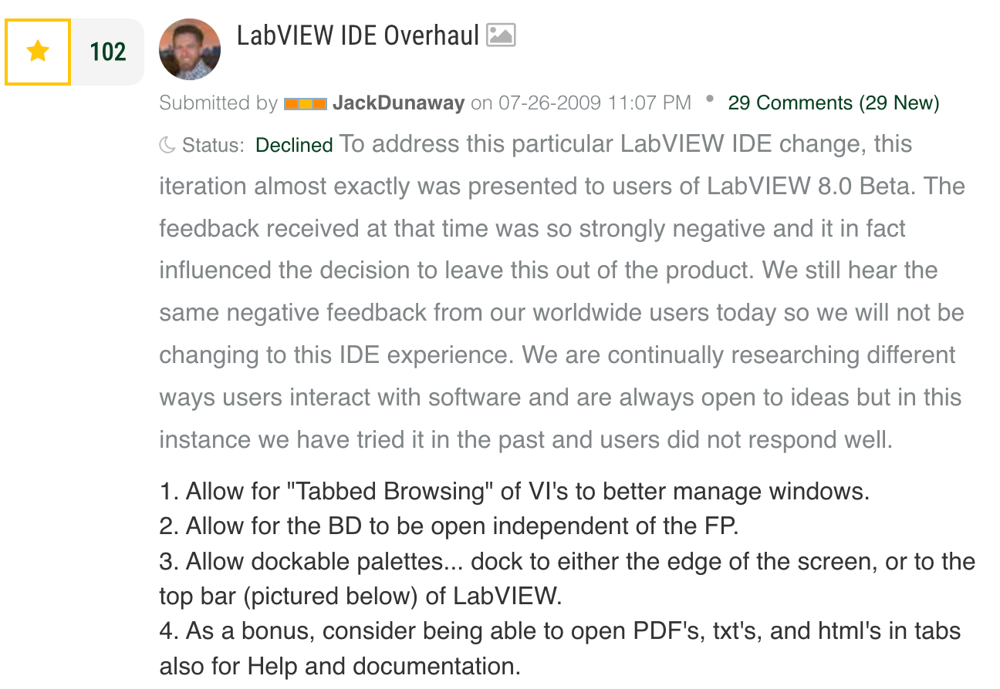 102
LabVIEW IDE Overhaul
Submitted by JackDunaway on 07-26-2009 11:07 PM • 29 Comments (29 New)
Status: Declined To address this particular LabVIEW IDE change, this
iteration almost exactly was presented to users of LabVIEW 8.0 Beta. The
feedback received at that time was so strongly negative and it in fact
influenced the decision to leave this out of the product. We still hear the
same negative feedback from our worldwide users today so we will not be
changing to this IDE experience. We are continually researching different
ways users interact with software and are always open to ideas but in this
instance we have tried it in the past and users did not respond well.
1. Allow for "Tabbed Browsing" of VI's to better manage windows.
2. Allow for the BD to be open independent of the FP.
3. Allow dockable palettes... dock to either the edge of the screen, or to the
top bar (pictured below) of LabVIEW.
4. As a bonus, consider being able to open PDF's, txt's, and html's in tabs
also for Help and documentation.